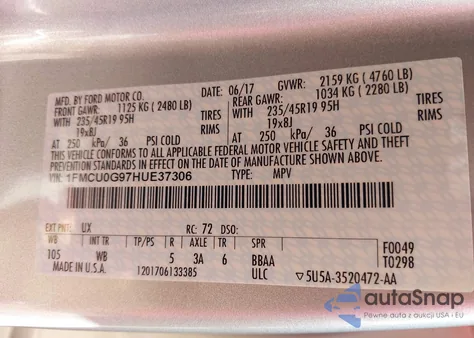 MFD. BY FORD MOTOR CO. DATE: 06/17 GVWR: 2159 KG (4760 LB)
FRONT GAWR: 1125 KG (2480 LB) REAR GAWR: 1034 KG (2280 LB)
WITH 235/45R19 95H TIRES WITH 235/45R19 95H TIRES
19x8J RIMS 19x8J RIMS
AT 250 kPa/ 36 PSI COLD AT 250 kPa/ 36 PSI COLD
THIS VEHICLE CONFORMS TO ALL APPLICABLE FEDERAL MOTOR VEHICLE SAFETY AND THEFT
PREVENTION STANDARDS IN EFFECT ON THE DATE OF MANUFACTURE SHOWN ABOVE.
VIN: 1FMCU0G97HUE37306 TYPE: MPV
EXT PNT: UX RC: 72 DSO:
WB INT TR TP/PS R AXLE TR SPR F0049
105 5 3A 6 BBAA T0298
MADE IN U.S.A. 1201706133385 ULC ▽5U5A-3520472-AA
autaSnap
Pewne auta z aukcji USA i EU